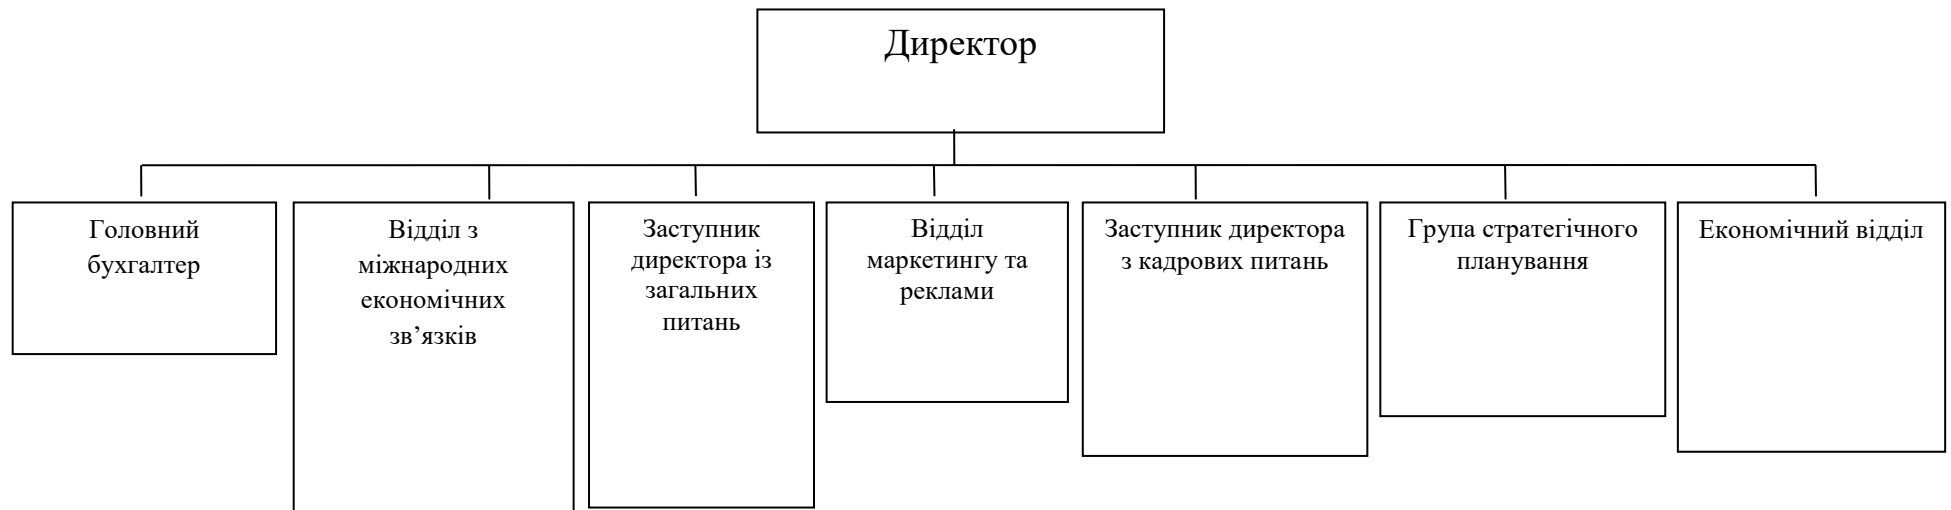 Директор
Головний
бухгалтер
Відділ з
міжнародних
економічних
зв’язків
Заступник
директора із
загальних
питань
Відділ
маркетингу та
реклами
Заступник директора
з кадрових питань
Група стратегічного
планування
Економічний відділ